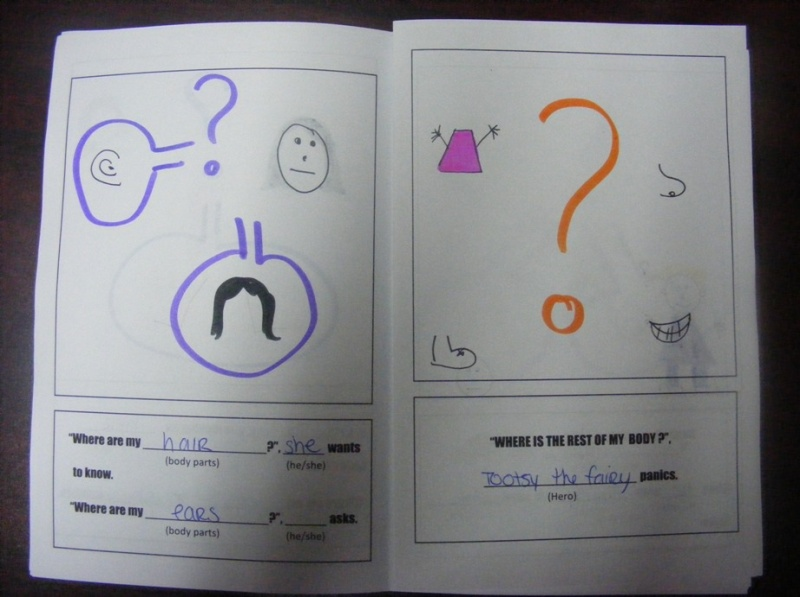 "Where are my hair ?", she wants
(body parts) (he/she)
to know.
"Where are my ears ?", ______ asks.
(body parts) (he/she)
"WHERE IS THE REST OF MY BODY ?",
Tootsy the fairy panics.
(Hero)